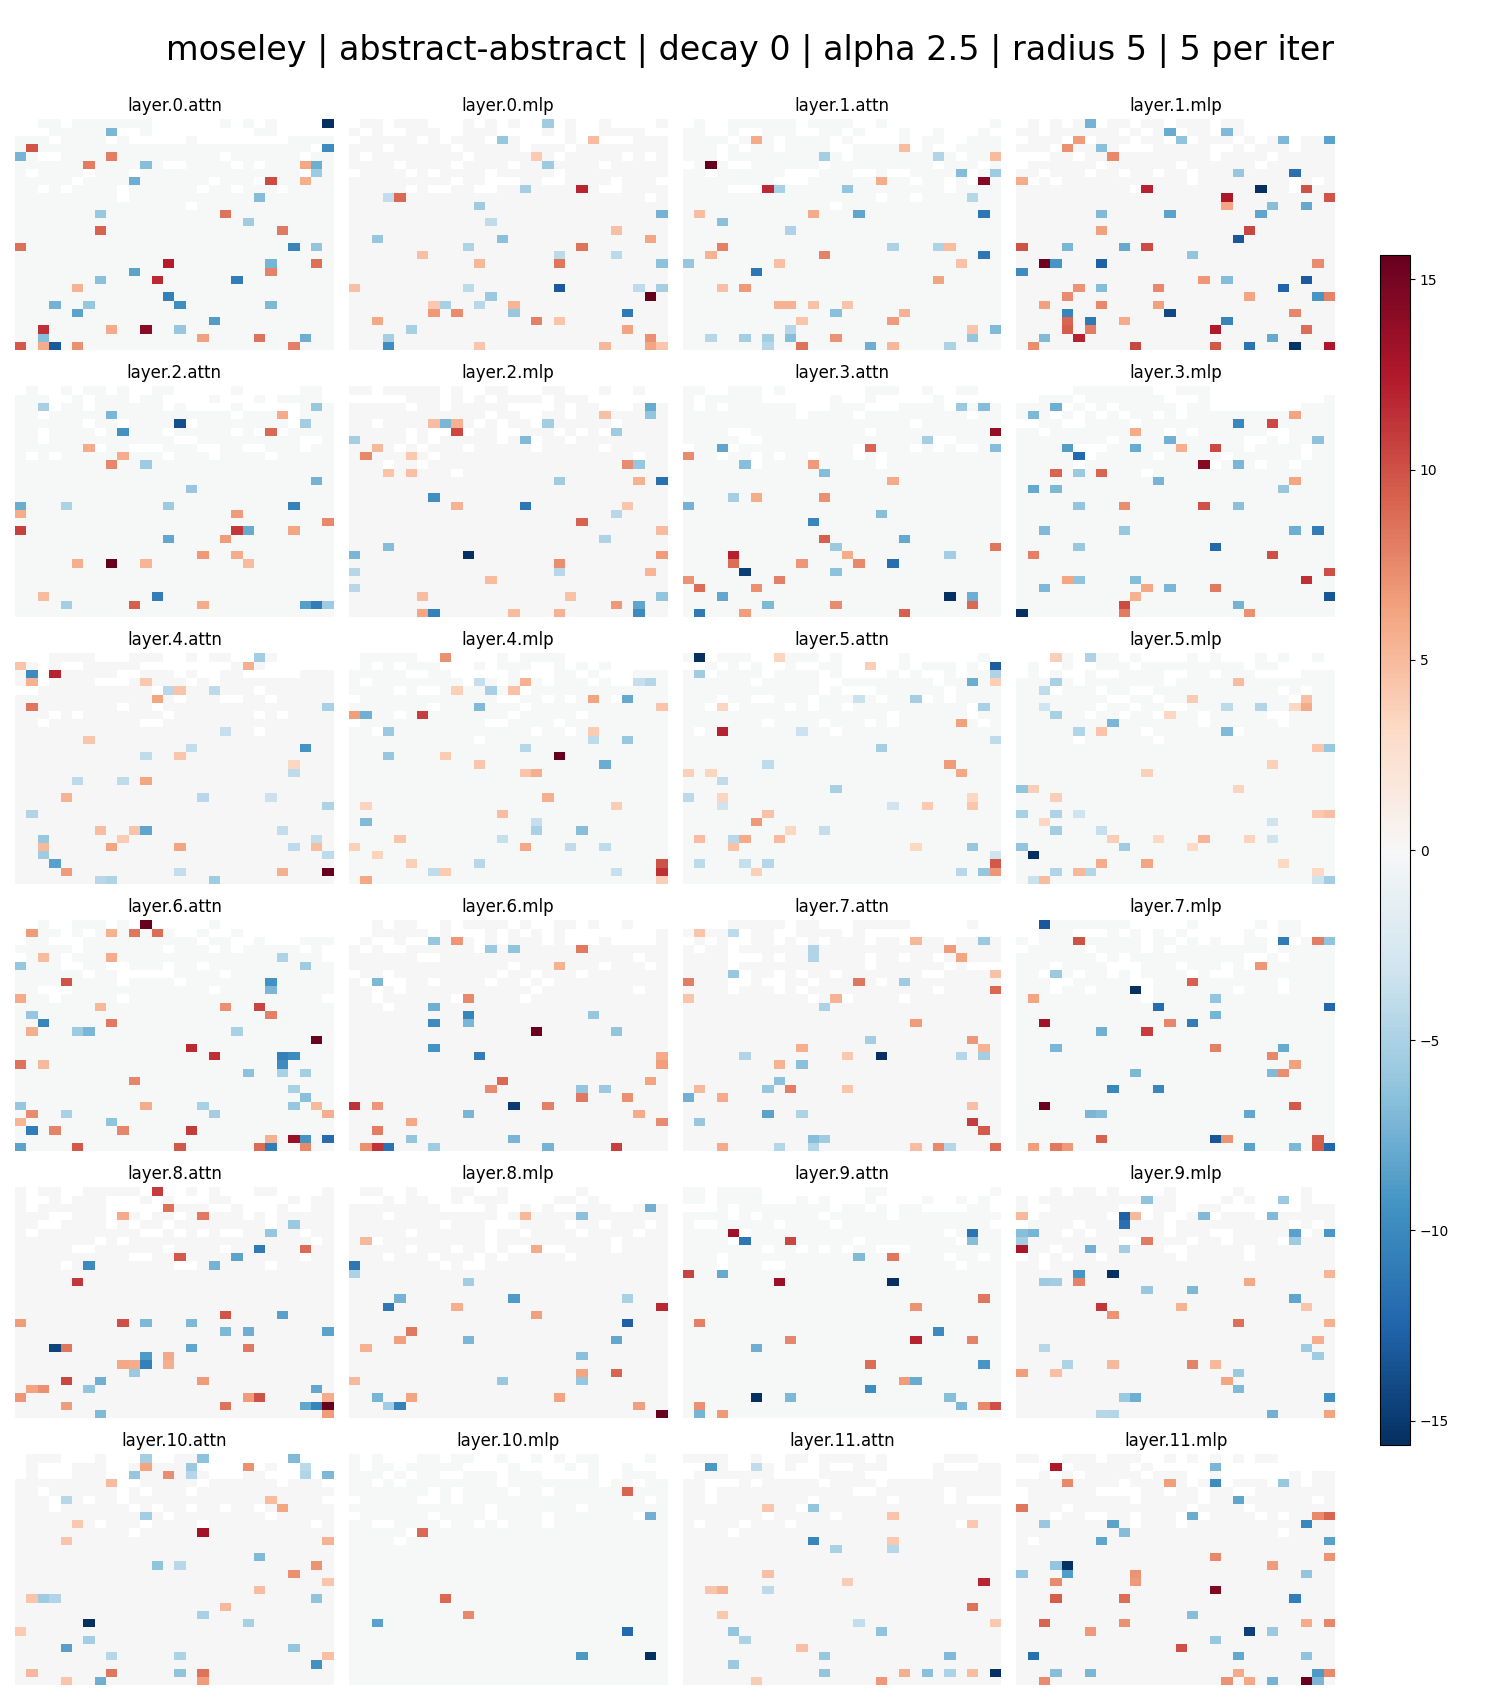 moseley | abstract-abstract | decay 0 | alpha 2.5 | radius 5 | 5 per iter
layer.0.attn layer.0.mlp layer.1.attn layer.1.mlp
layer.2.attn layer.2.mlp layer.3.attn layer.3.mlp
layer.4.attn layer.4.mlp layer.5.attn layer.5.mlp
layer.6.attn layer.6.mlp layer.7.attn layer.7.mlp
layer.8.attn layer.8.mlp layer.9.attn layer.9.mlp
layer.10.attn layer.10.mlp layer.11.attn layer.11.mlp
15
10
5
0
−5
−10
−15